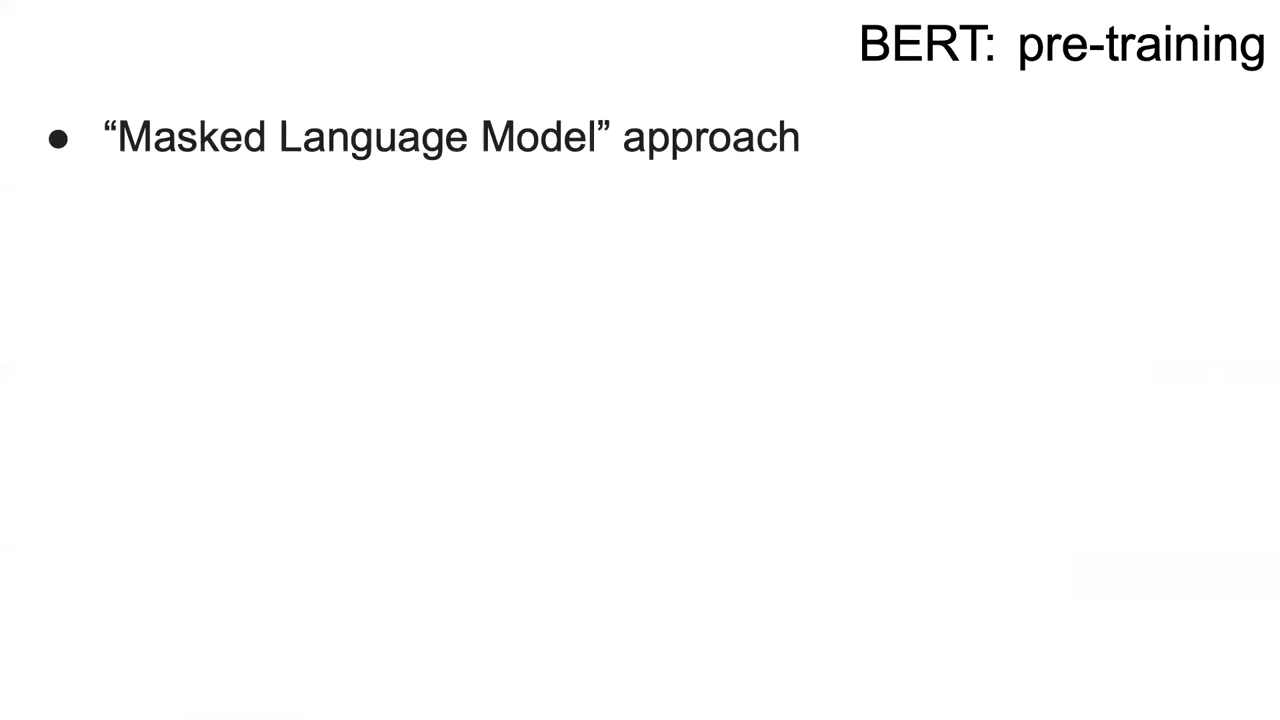 BERT: pre-training
● “Masked Language Model” approach